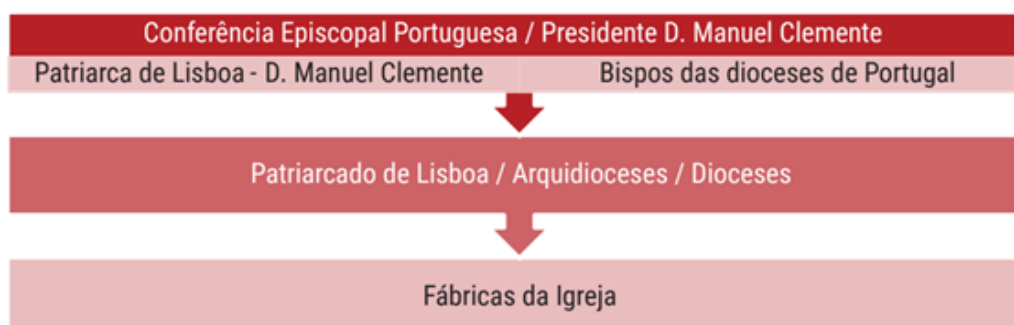 Conferência Episcopal Portuguesa / Presidente D. Manuel Clemente
Patriarca de Lisboa - D. Manuel Clemente
Bispos das dioceses de Portugal
Patriarcado de Lisboa / Arquidioceses / Dioceses
Fábricas da Igreja